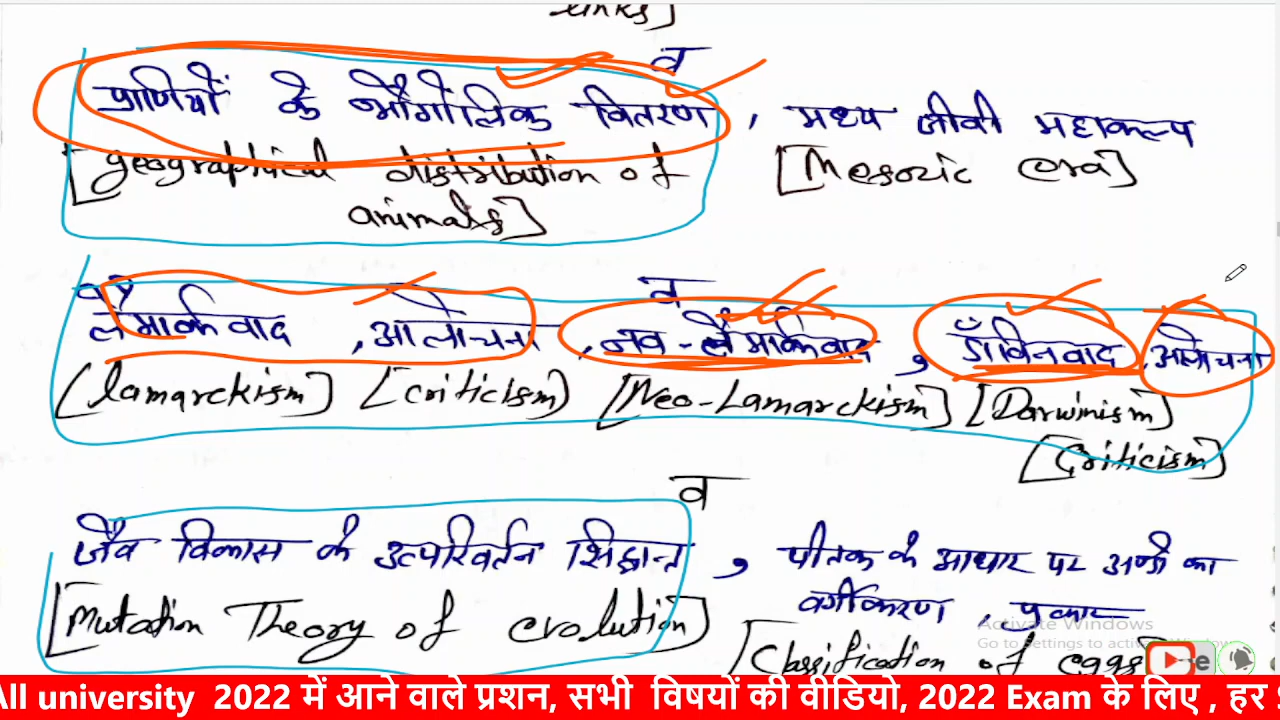 links]
व
प्राणियों के भौगोलिक वितरण, मध्य जीवी महाकल्प
[geographical distribution of [Mesozic era]
animals]
व
लैमार्कवाद, आलोचना, नव-लैमार्कवाद, डार्विनवाद, आलोचना
[lamarckism] [criticism) [Neo-Lamarckism] [Darwinism]
[Criticism]
व
जैव विकास के उत्परिवर्तन सिद्धान्त, पीतक के आधार पर अण्डो का
वर्गीकरण, प्रकार
[Mutation Theory of evolution] [Classification of eggs
Activate Windows
Go to Settings to activate Windows
All university 2022 में आने वाले प्रशन, सभी विषयों की वीडियो, 2022 Exam के लिए , हर